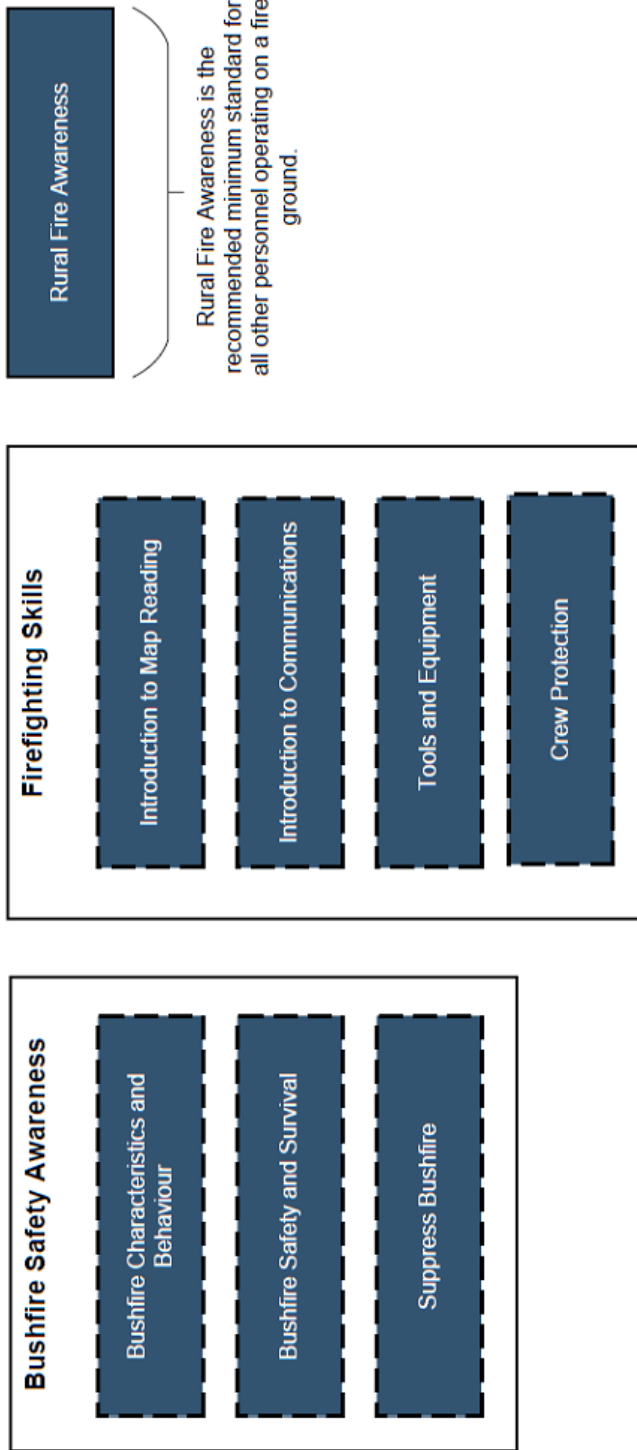 Bushfire Safety Awareness
Bushfire Characteristics and
Behaviour
Bushfire Safety and Survival
Suppress Bushfire
Firefighting Skills
Introduction to Map Reading
Introduction to Communications
Tools and Equipment
Crew Protection
Rural Fire Awareness
Rural Fire Awareness is the
recommended minimum standard for
all other personnel operating on a fire
ground.